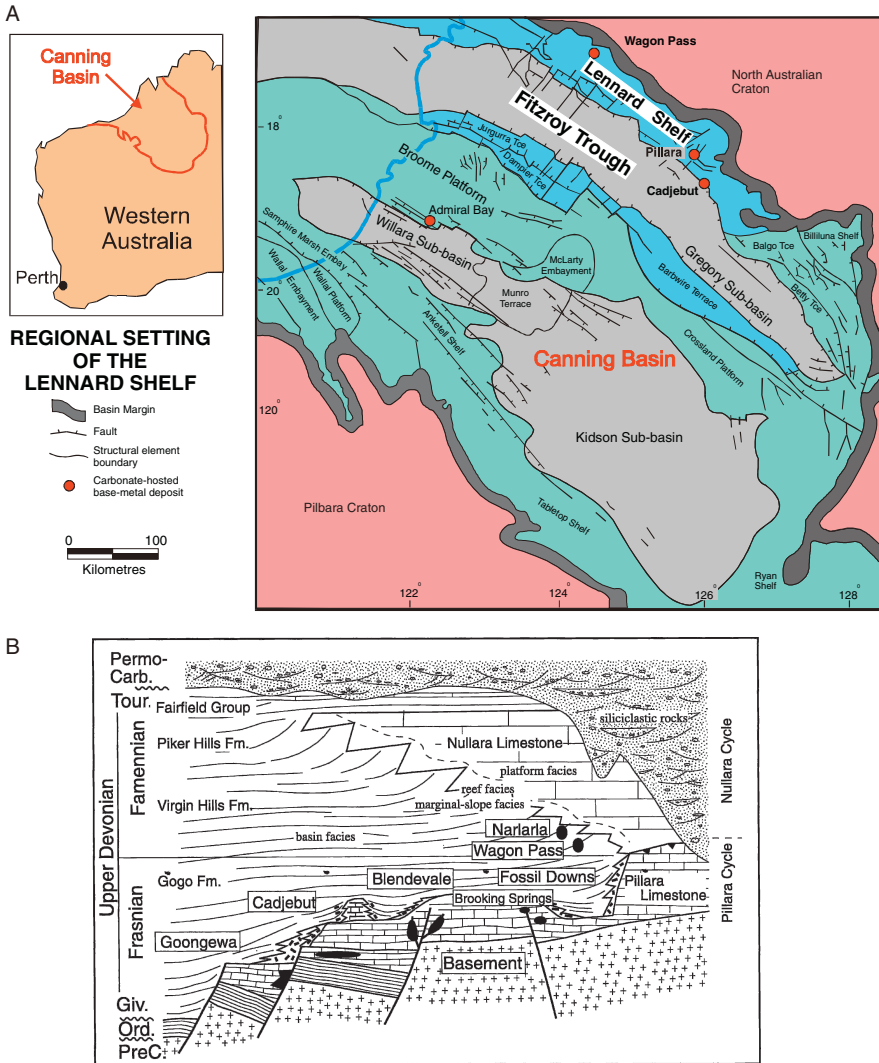 A
Canning
Basin
Western
Australia
Perth
REGIONAL SETTING
OF THE
LENNARD SHELF
Basin Margin
Fault
Structural element
boundary
Carbonate-hosted
base-metal deposit
0 100
Kilometres
Wagon Pass
North Australian
Craton
Lennard Shelf
Fitzroy Trough
18
Jurgurra Tce
Dampier Tce
Pillara
Cadjebut
Broome Platform
Admiral Bay
Willara Sub-basin
Samphire Marsh Embay
Wallal Embayment
Wallal Platform
20
McLarty
Embayment
Munro
Terrace
Anketell Shelf
Balgo Tce
Billiluna Shelf
Betty Tce
Gregory Sub-basin
Barbwire Terrace
Crossland Platform
Canning Basin
120°
Kidson Sub-basin
Pilbara Craton
Tabletop Shelf
Ryan
Shelf
122°
124°
126°
128°
B
Permo-
Carb.
Tour.
Fairfield Group
siliciclastic rocks
Piker Hills Fm.
Nullara Limestone
platform facies
reef facies
marginal-slope facies
Virgin Hills Fm.
basin facies
Narlarla
Wagon Pass
Gogo Fm.
Blendevale
Fossil Downs
Pillara
Limestone
Cadjebut
Brooking Springs
Goongewa
Basement
Giv.
Ord.
PreC.
Upper Devonian
Famennian
Frasnian
Nullara Cycle
Pillara Cycle